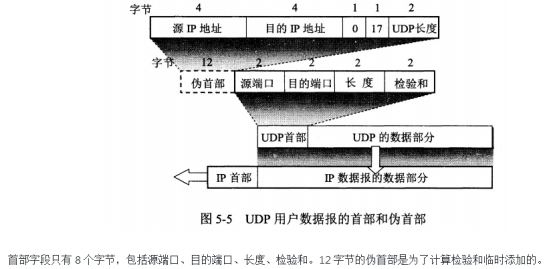 字节 4 4 1 1 2
源 IP 地址 目的 IP 地址 0 17 UDP长度
字节 12 2 2 2 2
伪首部 源端口 目的端口 长 度 检验和
UDP首部 UDP 的数据部分
IP 首部 IP 数据报的数据部分
图 5-5 UDP 用户数据报的首部和伪首部
首部字段只有 8 个字节，包括源端口、目的端口、长度、检验和。12 字节的伪首部是为了计算检验和临时添加的。